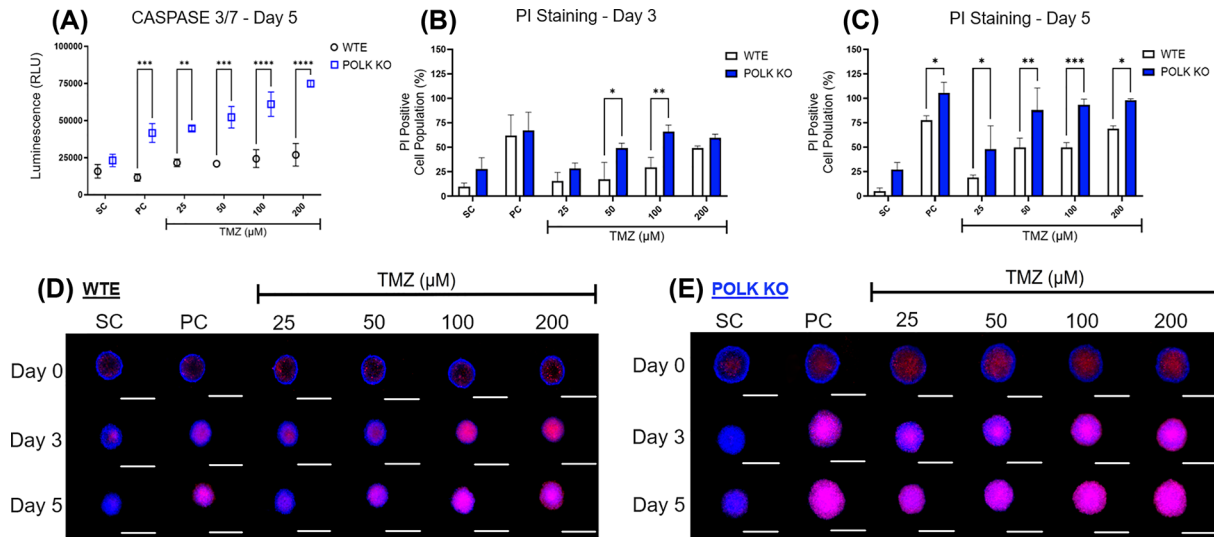 (A)
CASPASE 3/7 - Day 5
Luminescence (RLU)
100000
75000
50000
25000
0
*** ** *** **** ****
WTE
POLK KO
SC PC 25 50 100 200
TMZ (µM)
(B)
PI Staining - Day 3
PI Positive
Cell Population (%)
150
125
100
75
50
25
0
* **
WTE
POLK KO
SC PC 25 50 100 200
TMZ (µM)
(C)
PI Staining - Day 5
PI Positive
Cell Polulation (%)
150
125
100
75
50
25
0
* * ** *** *
WTE
POLK KO
SC PC 25 50 100 200
TMZ (µM)
(D) WTE
TMZ (µM)
SC PC 25 50 100 200
Day 0
Day 3
Day 5
(E) POLK KO
TMZ (µM)
SC PC 25 50 100 200
Day 0
Day 3
Day 5